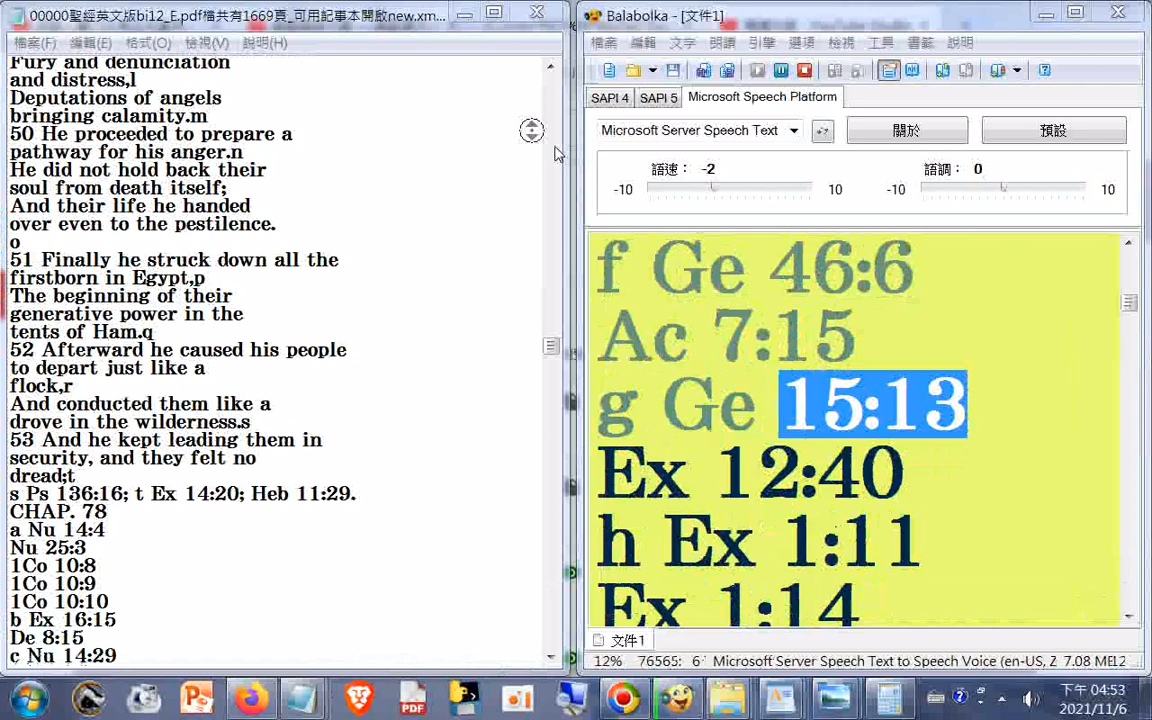 00000聖經英文版bi12_E.pdf檔共有1669頁_可用記事本開啟new.xm...
檔案(F) 編輯(E) 格式(O) 檢視(V) 說明(H)
Fury and denunciation
and distress,l
Deputations of angels
bringing calamity.m
50 He proceeded to prepare a
pathway for his anger.n
He did not hold back their
soul from death itself;
And their life he handed
over even to the pestilence.
o
51 Finally he struck down all the
firstborn in Egypt,p
The beginning of their
generative power in the
tents of Ham.q
52 Afterward he caused his people
to depart just like a
flock,r
And conducted them like a
drove in the wilderness.s
53 And he kept leading them in
security, and they felt no
dread;t
s Ps 136:16; t Ex 14:20; Heb 11:29.
CHAP. 78
a Nu 14:4
Nu 25:3
1Co 10:8
1Co 10:9
1Co 10:10
b Ex 16:15
De 8:15
c Nu 14:29
Balabolka - [文件1]
檔案 編輯 文字 朗讀 引擎 選項 檢視 工具 書籤 說明
SAPI 4 SAPI 5 Microsoft Speech Platform
Microsoft Server Speech Text 關於 預設
語速: -2 語調: 0
-10 10 -10 10
f Ge 46:6
Ac 7:15
g Ge 15:13
Ex 12:40
h Ex 1:11
Ex 1:14
文件1
12% 76565: 6 Microsoft Server Speech Text to Speech Voice (en-US, Z 7.08 ME12
PDF
下午 04:53
2021/11/6